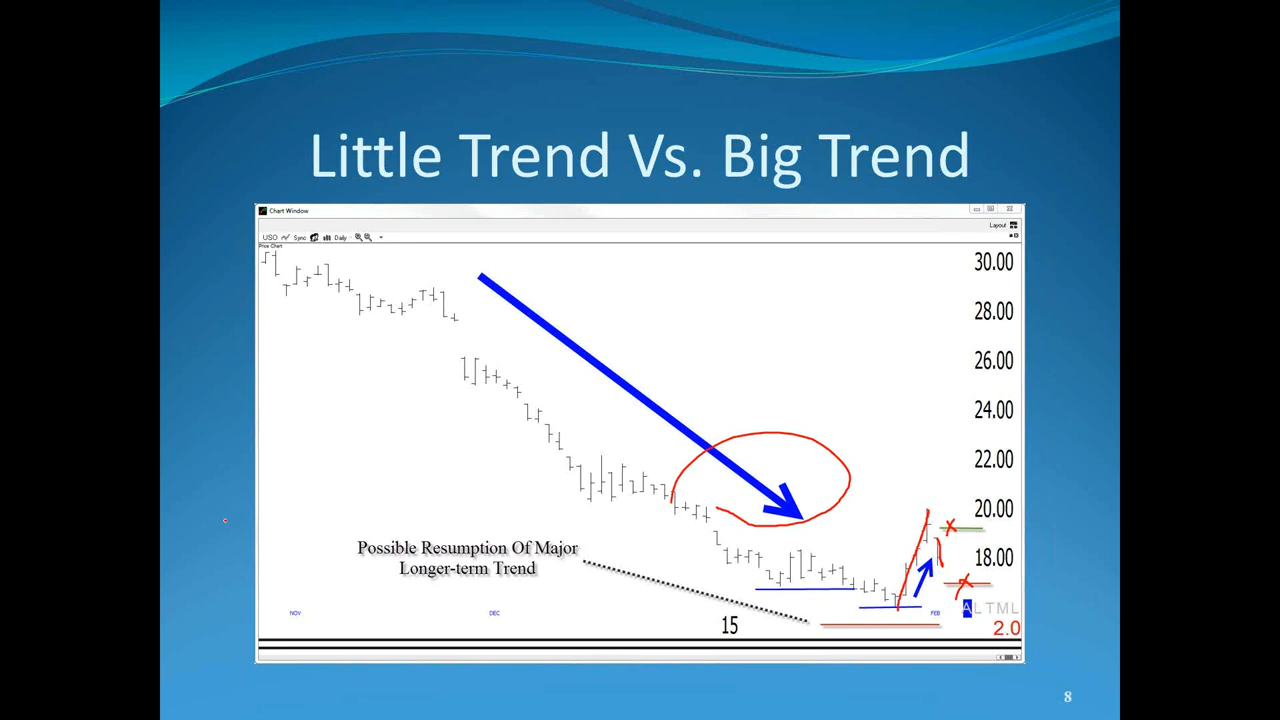 Little Trend Vs. Big Trend
Chart Window
Layout
USO Sync Daily
Price Chart
30.00
28.00
26.00
24.00
22.00
20.00
18.00
Possible Resumption Of Major
Longer-term Trend
NOV DEC 15 FEB
A L T M L
2.0
8